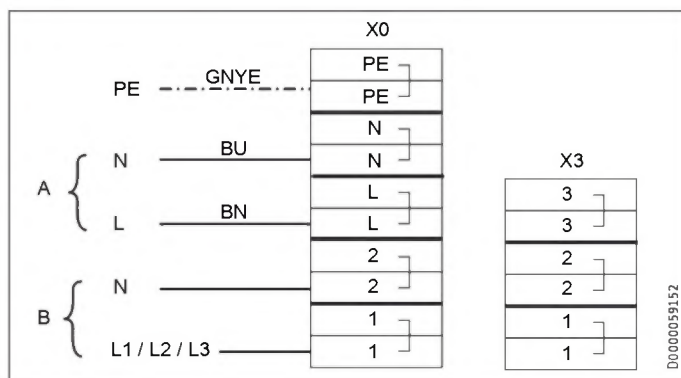 X0
PE
GNYE
PE
PE
N
N
BU
N
X3
A
L
3
L
BN
L
3
2
2
N
2
2
B
1
1
L1 / L2 / L3
1
1
D0000059152